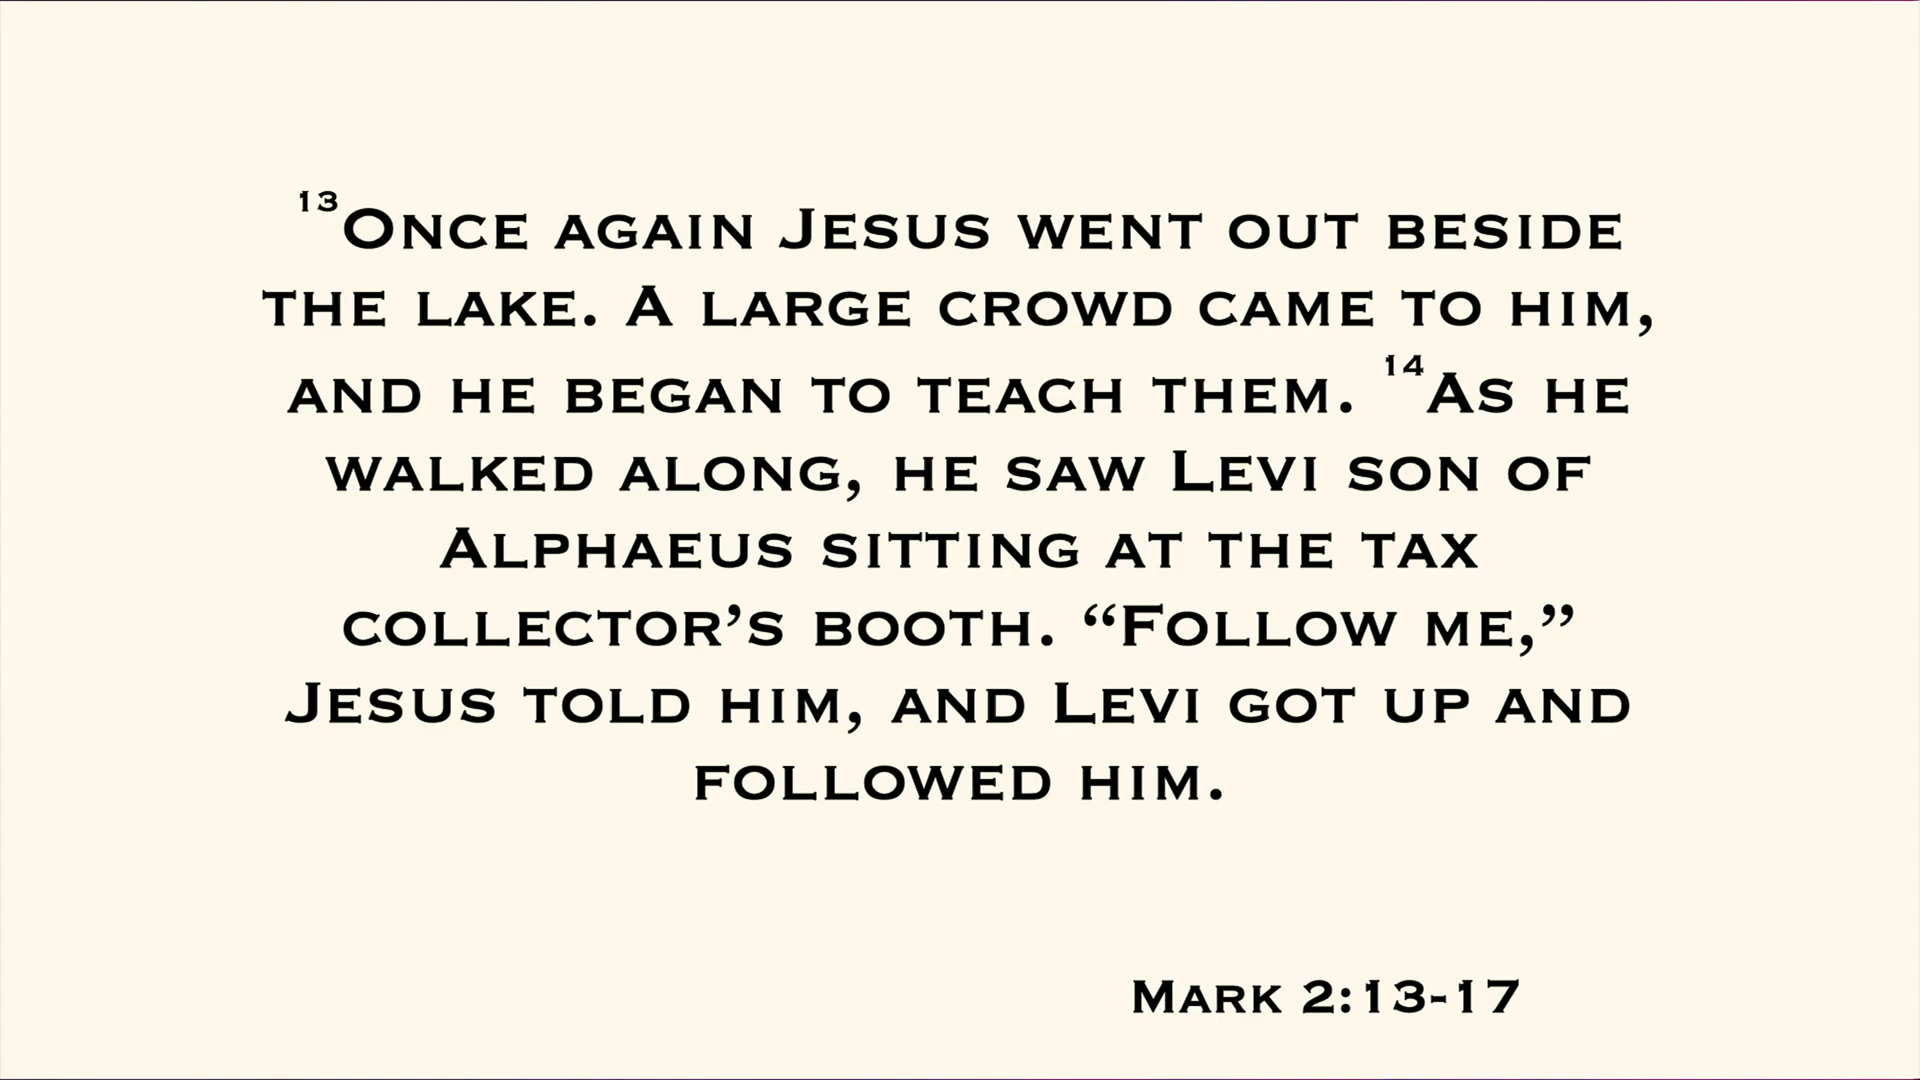 ¹³Once again Jesus went out beside
the lake. A large crowd came to him,
and he began to teach them. ¹⁴As he
walked along, he saw Levi son of
Alphaeus sitting at the tax
collector’s booth. “Follow me,”
Jesus told him, and Levi got up and
followed him.
Mark 2:13-17